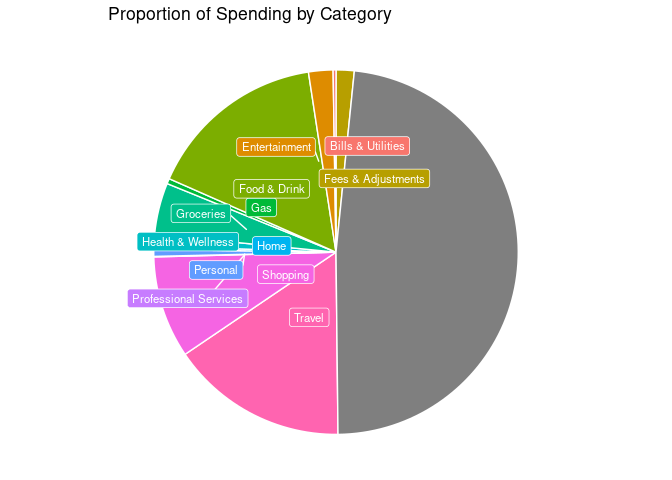 Proportion of Spending by Category
Entertainment
Bills & Utilities
Fees & Adjustments
Food & Drink
Gas
Groceries
Health & Wellness
Home
Personal
Shopping
Professional Services
Travel